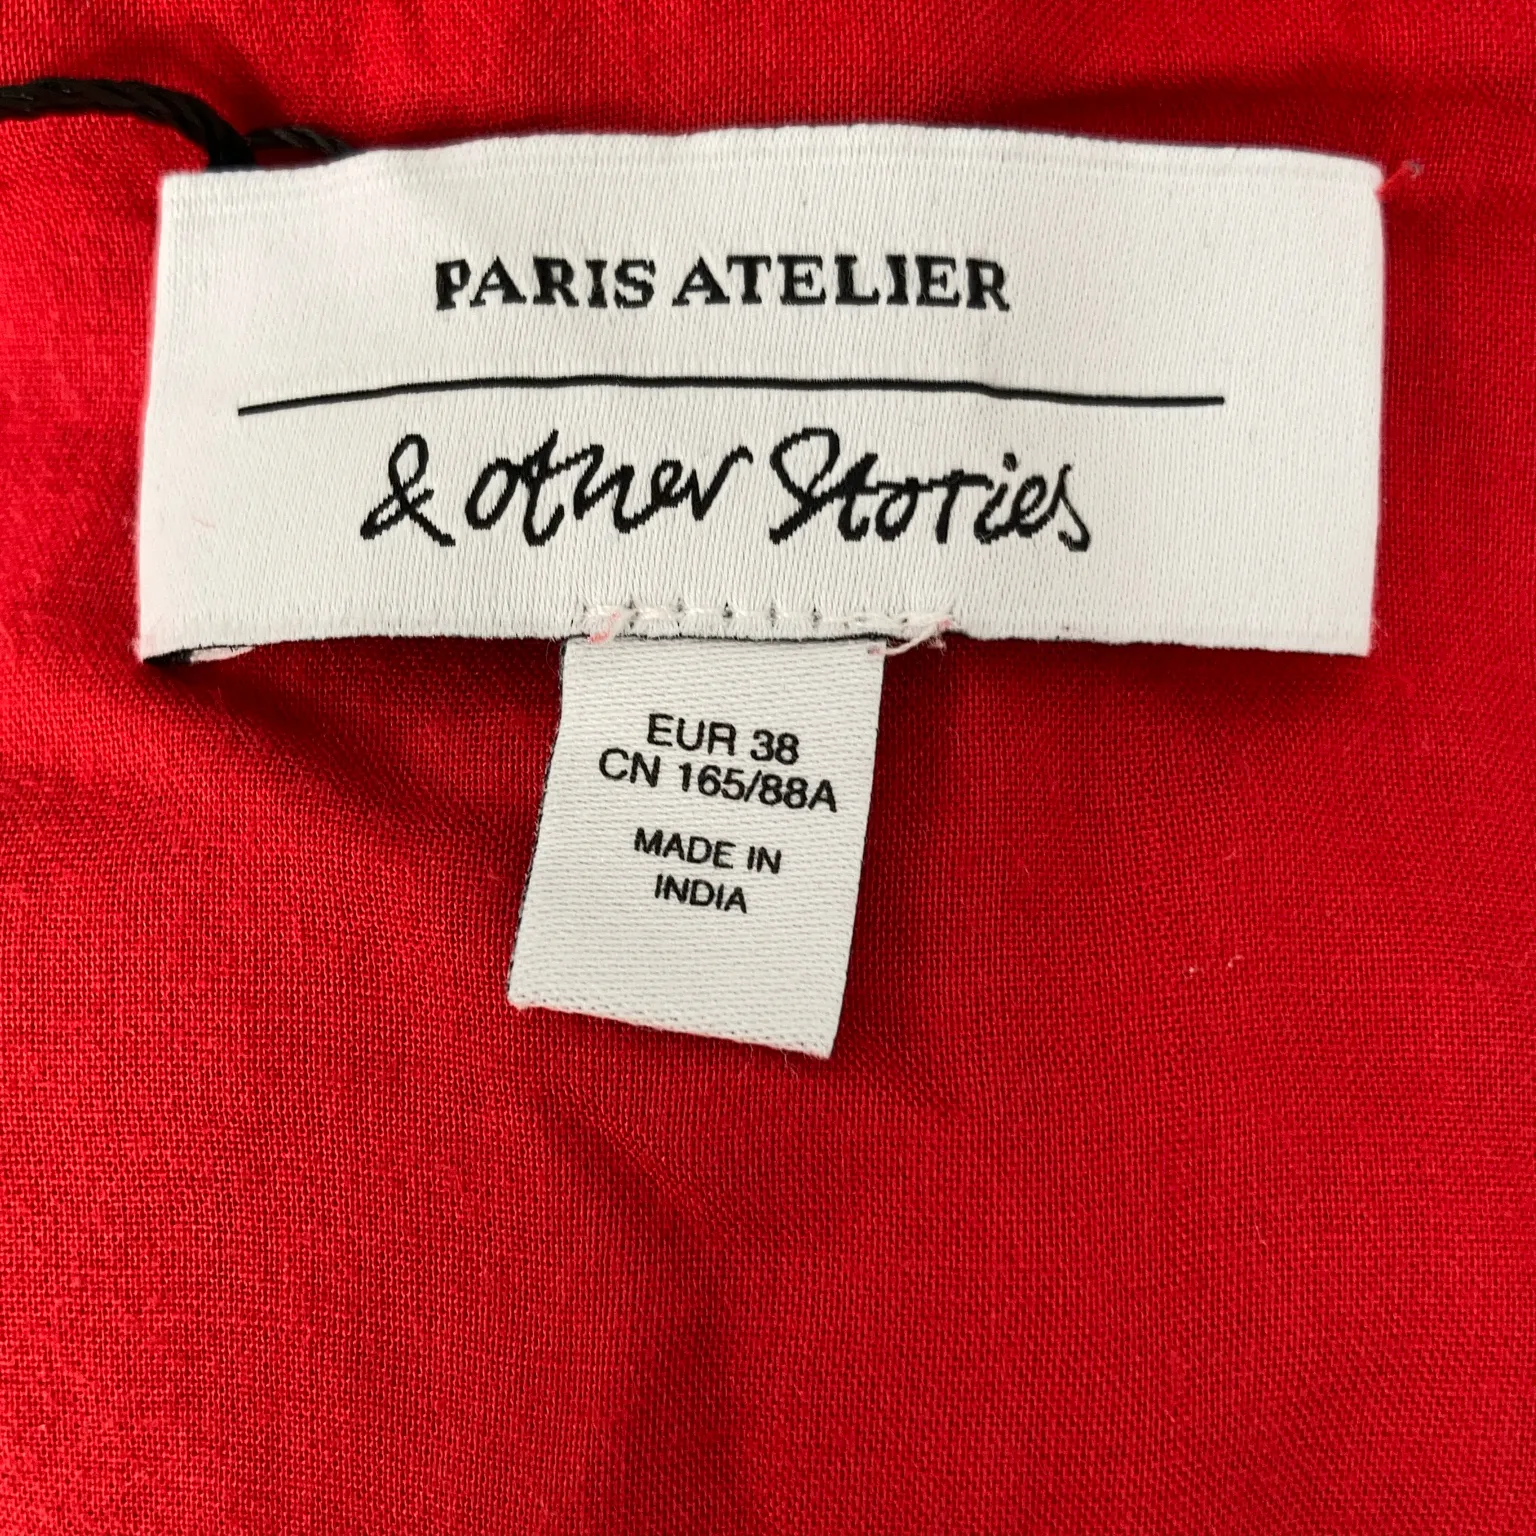 PARIS ATELIER
& other Stories
EUR 38
CN 165/88A
MADE IN
INDIA